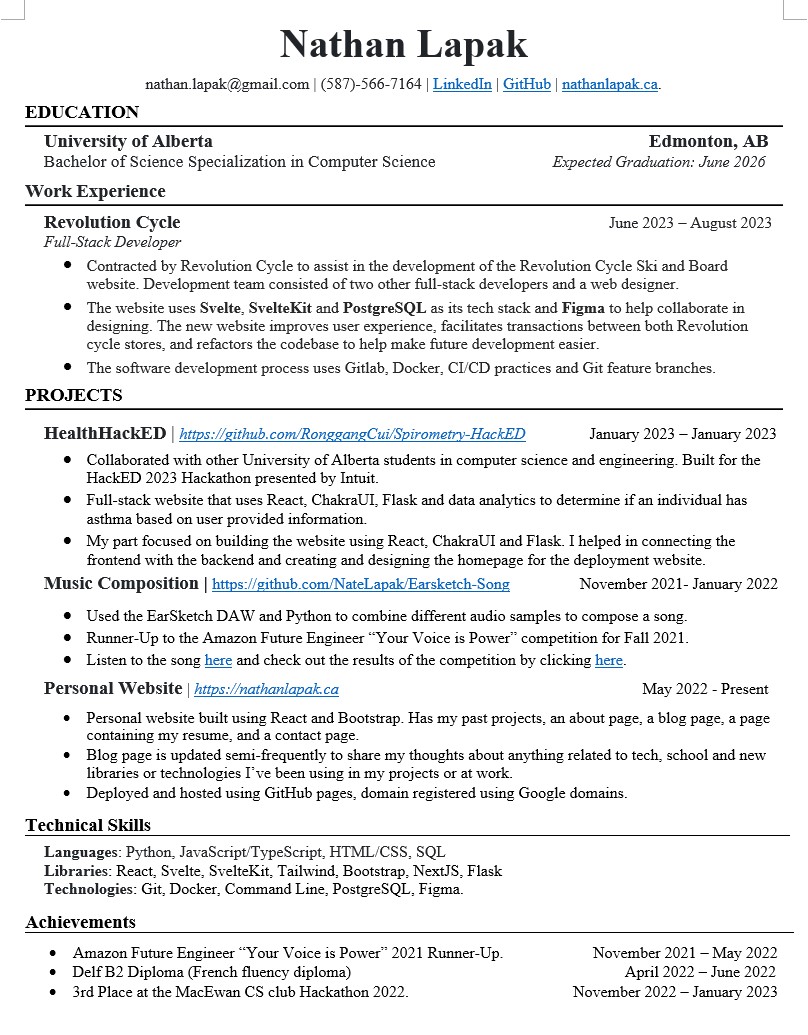 Nathan Lapak
nathan.lapak@gmail.com | (587)-566-7164 | LinkedIn | GitHub | nathanlapak.ca.
EDUCATION
University of Alberta Edmonton, AB
Bachelor of Science Specialization in Computer Science Expected Graduation: June 2026
Work Experience
Revolution Cycle June 2023 – August 2023
Full-Stack Developer
• Contracted by Revolution Cycle to assist in the development of the Revolution Cycle Ski and Board
website. Development team consisted of two other full-stack developers and a web designer.
• The website uses Svelte, SvelteKit and PostgreSQL as its tech stack and Figma to help collaborate in
designing. The new website improves user experience, facilitates transactions between both Revolution
cycle stores, and refactors the codebase to help make future development easier.
• The software development process uses Gitlab, Docker, CI/CD practices and Git feature branches.
PROJECTS
HealthHackED | https://github.com/RonggangCui/Spirometry-HackED January 2023 – January 2023
• Collaborated with other University of Alberta students in computer science and engineering. Built for the
HackED 2023 Hackathon presented by Intuit.
• Full-stack website that uses React, ChakraUI, Flask and data analytics to determine if an individual has
asthma based on user provided information.
• My part focused on building the website using React, ChakraUI and Flask. I helped in connecting the
frontend with the backend and creating and designing the homepage for the deployment website.
Music Composition | https://github.com/NateLapak/Earsketch-Song November 2021- January 2022
• Used the EarSketch DAW and Python to combine different audio samples to compose a song.
• Runner-Up to the Amazon Future Engineer “Your Voice is Power” competition for Fall 2021.
• Listen to the song here and check out the results of the competition by clicking here.
Personal Website | https://nathanlapak.ca May 2022 - Present
• Personal website built using React and Bootstrap. Has my past projects, an about page, a blog page, a page
containing my resume, and a contact page.
• Blog page is updated semi-frequently to share my thoughts about anything related to tech, school and new
libraries or technologies I’ve been using in my projects or at work.
• Deployed and hosted using GitHub pages, domain registered using Google domains.
Technical Skills
Languages: Python, JavaScript/TypeScript, HTML/CSS, SQL
Libraries: React, Svelte, SvelteKit, Tailwind, Bootstrap, NextJS, Flask
Technologies: Git, Docker, Command Line, PostgreSQL, Figma.
Achievements
• Amazon Future Engineer “Your Voice is Power” 2021 Runner-Up. November 2021 – May 2022
• Delf B2 Diploma (French fluency diploma) April 2022 – June 2022
• 3rd Place at the MacEwan CS club Hackathon 2022. November 2022 – January 2023